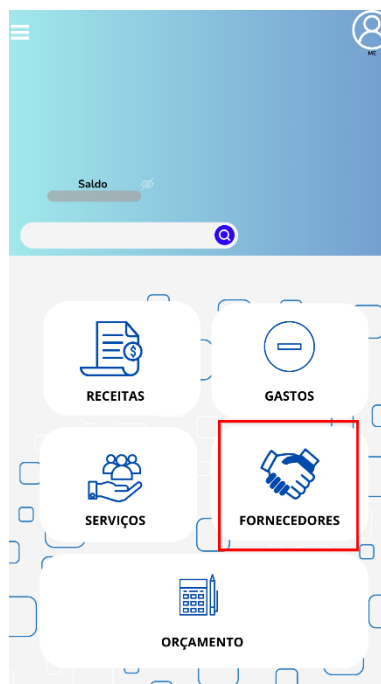 ME
Saldo
RECEITAS
GASTOS
SERVIÇOS
FORNECEDORES
ORÇAMENTO